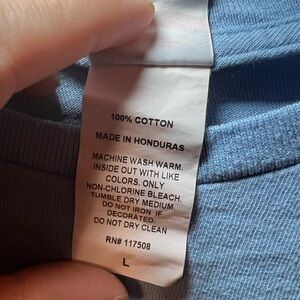 100% COTTON
MADE IN HONDURAS
MACHINE WASH WARM.
INSIDE OUT WITH LIKE
COLORS. ONLY
NON-CHLORINE BLEACH.
TUMBLE DRY MEDIUM.
DO NOT IRON IF
DECORATED.
DO NOT DRY CLEAN
RN# 117508
L